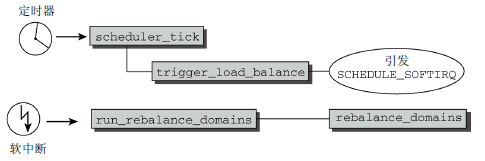 定时器
scheduler_tick
trigger_load_balance
引发
SCHEDULE_SOFTIRQ
run_rebalance_domains
rebalance_domains
软中断